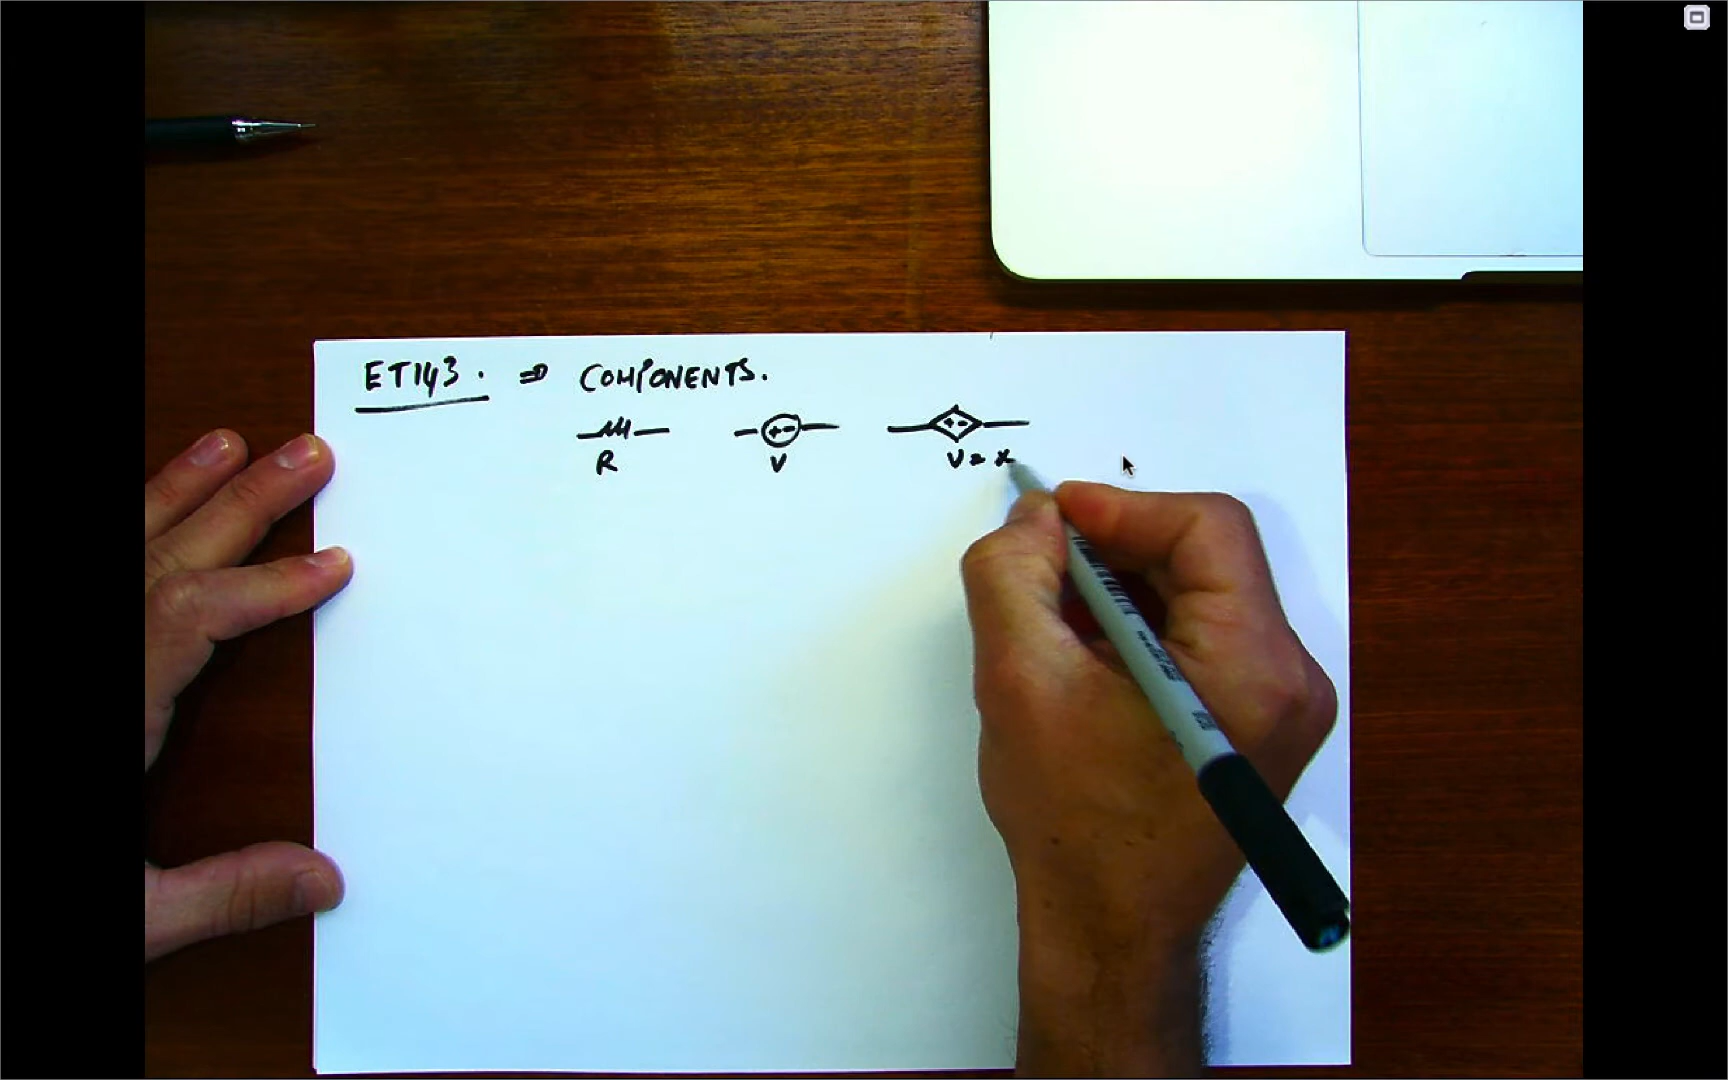 ET143. ⇒ COMPONENTS.
+- +-
R V V = x